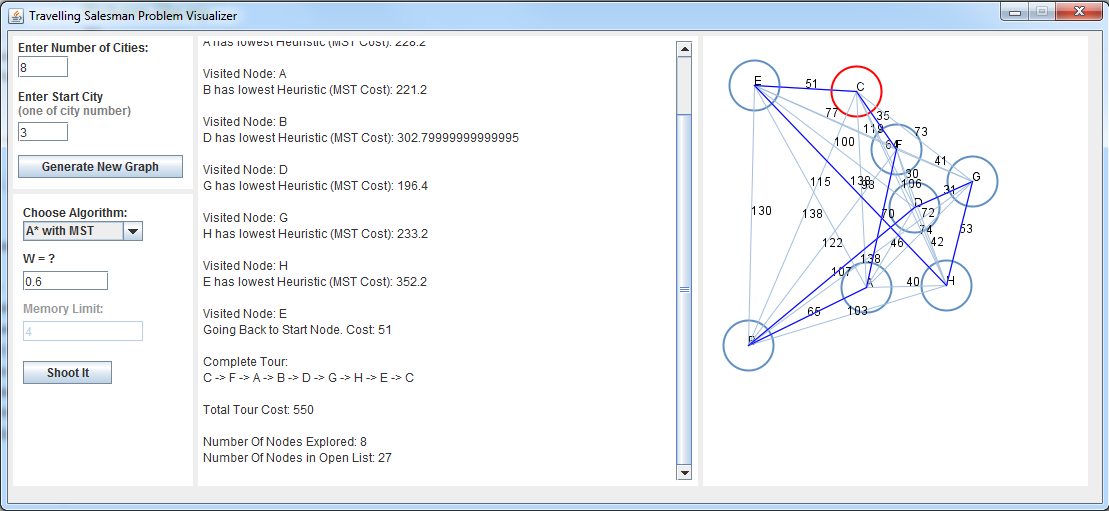 Travelling Salesman Problem Visualizer
Enter Number of Cities:
8
Enter Start City
(one of city number)
3
Generate New Graph
Choose Algorithm:
A* with MST
W = ?
0.6
Memory Limit:
4
Shoot It
A has lowest Heuristic (MST Cost): 228.2
Visited Node: A
B has lowest Heuristic (MST Cost): 221.2
Visited Node: B
D has lowest Heuristic (MST Cost): 302.79999999999995
Visited Node: D
G has lowest Heuristic (MST Cost): 196.4
Visited Node: G
H has lowest Heuristic (MST Cost): 233.2
Visited Node: H
E has lowest Heuristic (MST Cost): 352.2
Visited Node: E
Going Back to Start Node. Cost: 51
Complete Tour:
C -> F -> A -> B -> D -> G -> H -> E -> C
Total Tour Cost: 550
Number Of Nodes Explored: 8
Number Of Nodes in Open List: 27
E
51
C
77
35
119
73
100
64
F
41
115
30
106
31
G
130
138
70
D
72
74
53
122
46
42
138
107
A
40
H
65
103